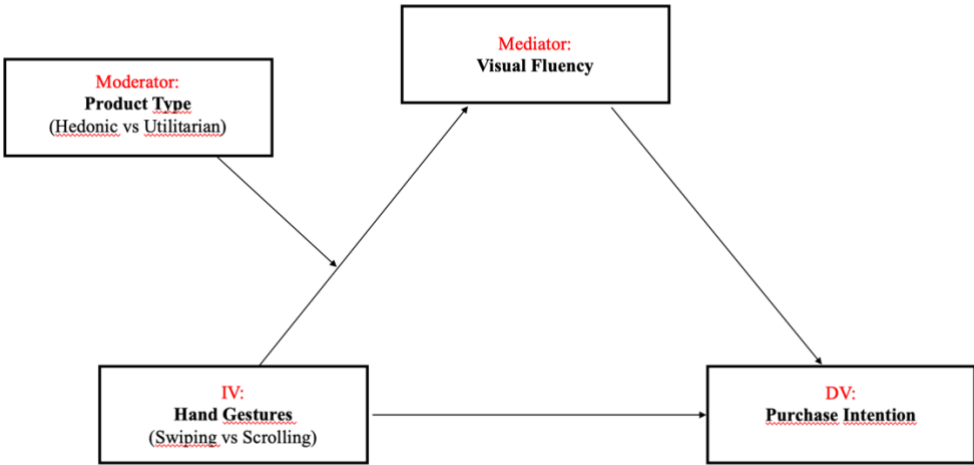 Mediator:
Visual Fluency
Moderator:
Product Type
(Hedonic vs Utilitarian)
IV:
Hand Gestures
(Swiping vs Scrolling)
DV:
Purchase Intention